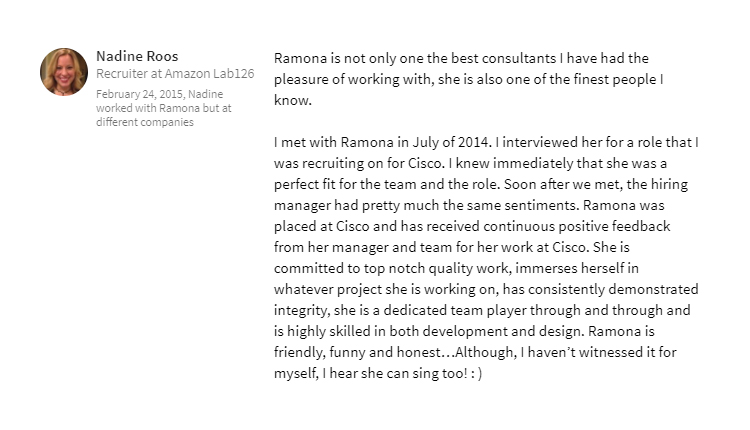 Nadine Roos
Recruiter at Amazon Lab126
February 24, 2015, Nadine
worked with Ramona but at
different companies
Ramona is not only one the best consultants I have had the
pleasure of working with, she is also one of the finest people I
know.
I met with Ramona in July of 2014. I interviewed her for a role that I
was recruiting on for Cisco. I knew immediately that she was a
perfect fit for the team and the role. Soon after we met, the hiring
manager had pretty much the same sentiments. Ramona was
placed at Cisco and has received continuous positive feedback
from her manager and team for her work at Cisco. She is
committed to top notch quality work, immerses herself in
whatever project she is working on, has consistently demonstrated
integrity, she is a dedicated team player through and through and
is highly skilled in both development and design. Ramona is
friendly, funny and honest…Although, I haven’t witnessed it for
myself, I hear she can sing too! : )